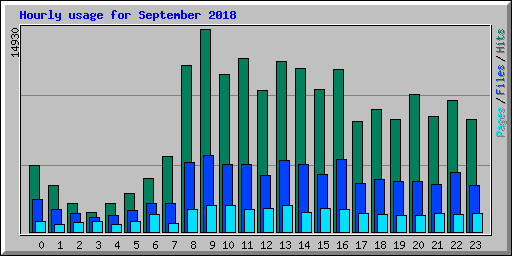 Hourly usage for September 2018
14930
Pages / Files / Hits
0 1 2 3 4 5 6 7 8 9 10 11 12 13 14 15 16 17 18 19 20 21 22 23